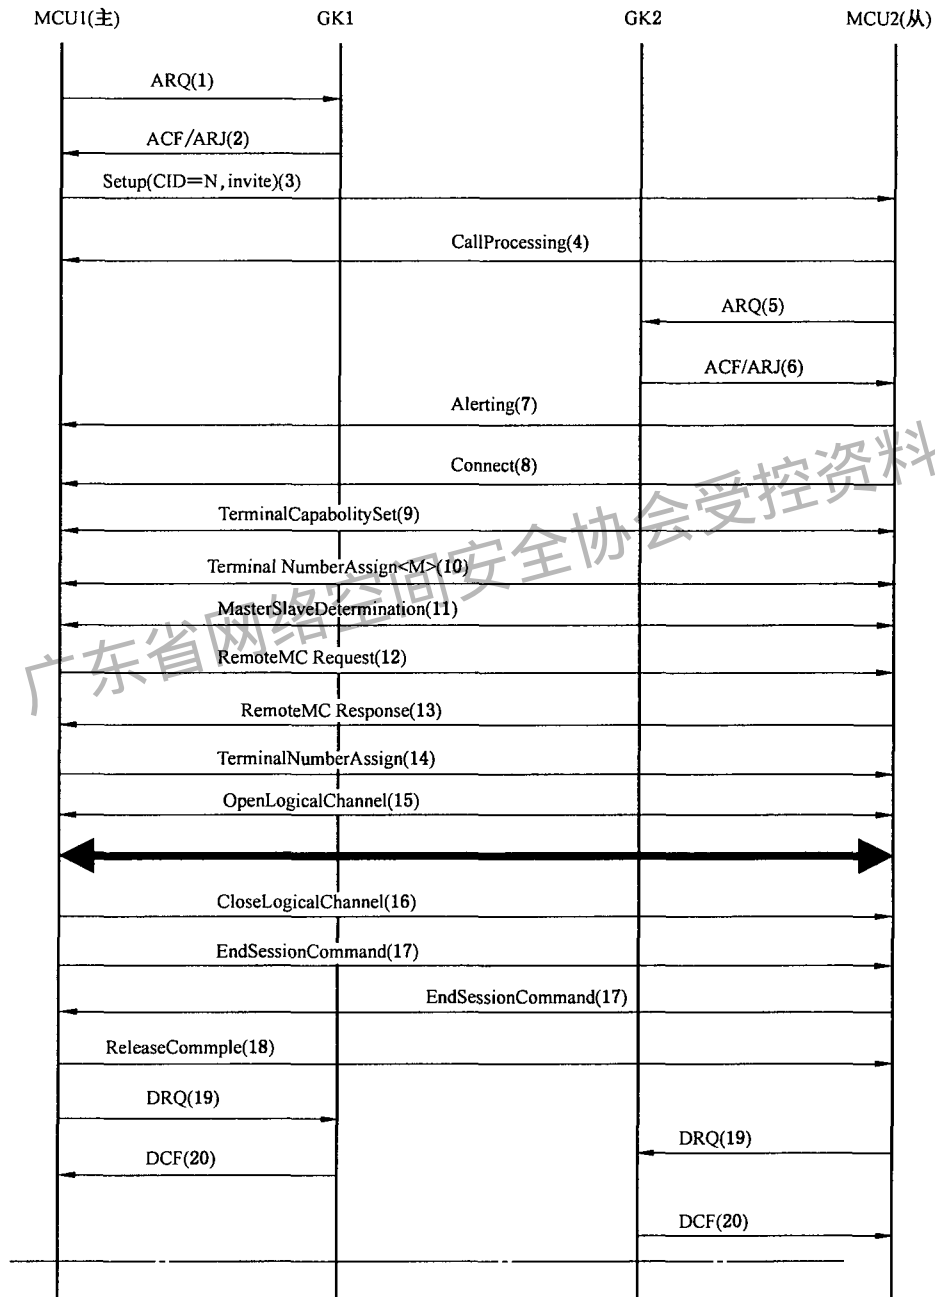 MCU1(主) GK1 GK2 MCU2(从)
ARQ(1)
ACF/ARJ(2)
Setup(CID=N,invite)(3)
CallProcessing(4)
ARQ(5)
ACF/ARJ(6)
Alerting(7)
Connect(8)
TerminalCapabolitySet(9)
Terminal NumberAssign<M>(10)
MasterSlaveDetermination(11)
RemoteMC Request(12)
RemoteMC Response(13)
TerminalNumberAssign(14)
OpenLogicalChannel(15)
CloseLogicalChannel(16)
EndSessionCommand(17)
EndSessionCommand(17)
ReleaseCommple(18)
DRQ(19)
DRQ(19)
DCF(20)
DCF(20)
广东省网络空间安全协会受控资料